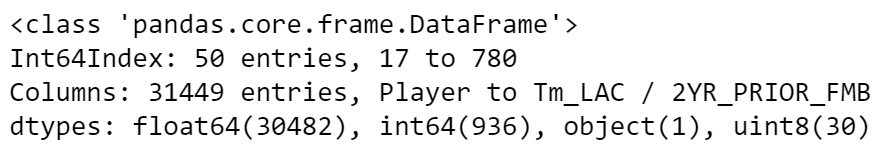 <class 'pandas.core.frame.DataFrame'>
Int64Index: 50 entries, 17 to 780
Columns: 31449 entries, Player to Tm_LAC / 2YR_PRIOR_FMB
dtypes: float64(30482), int64(936), object(1), uint8(30)